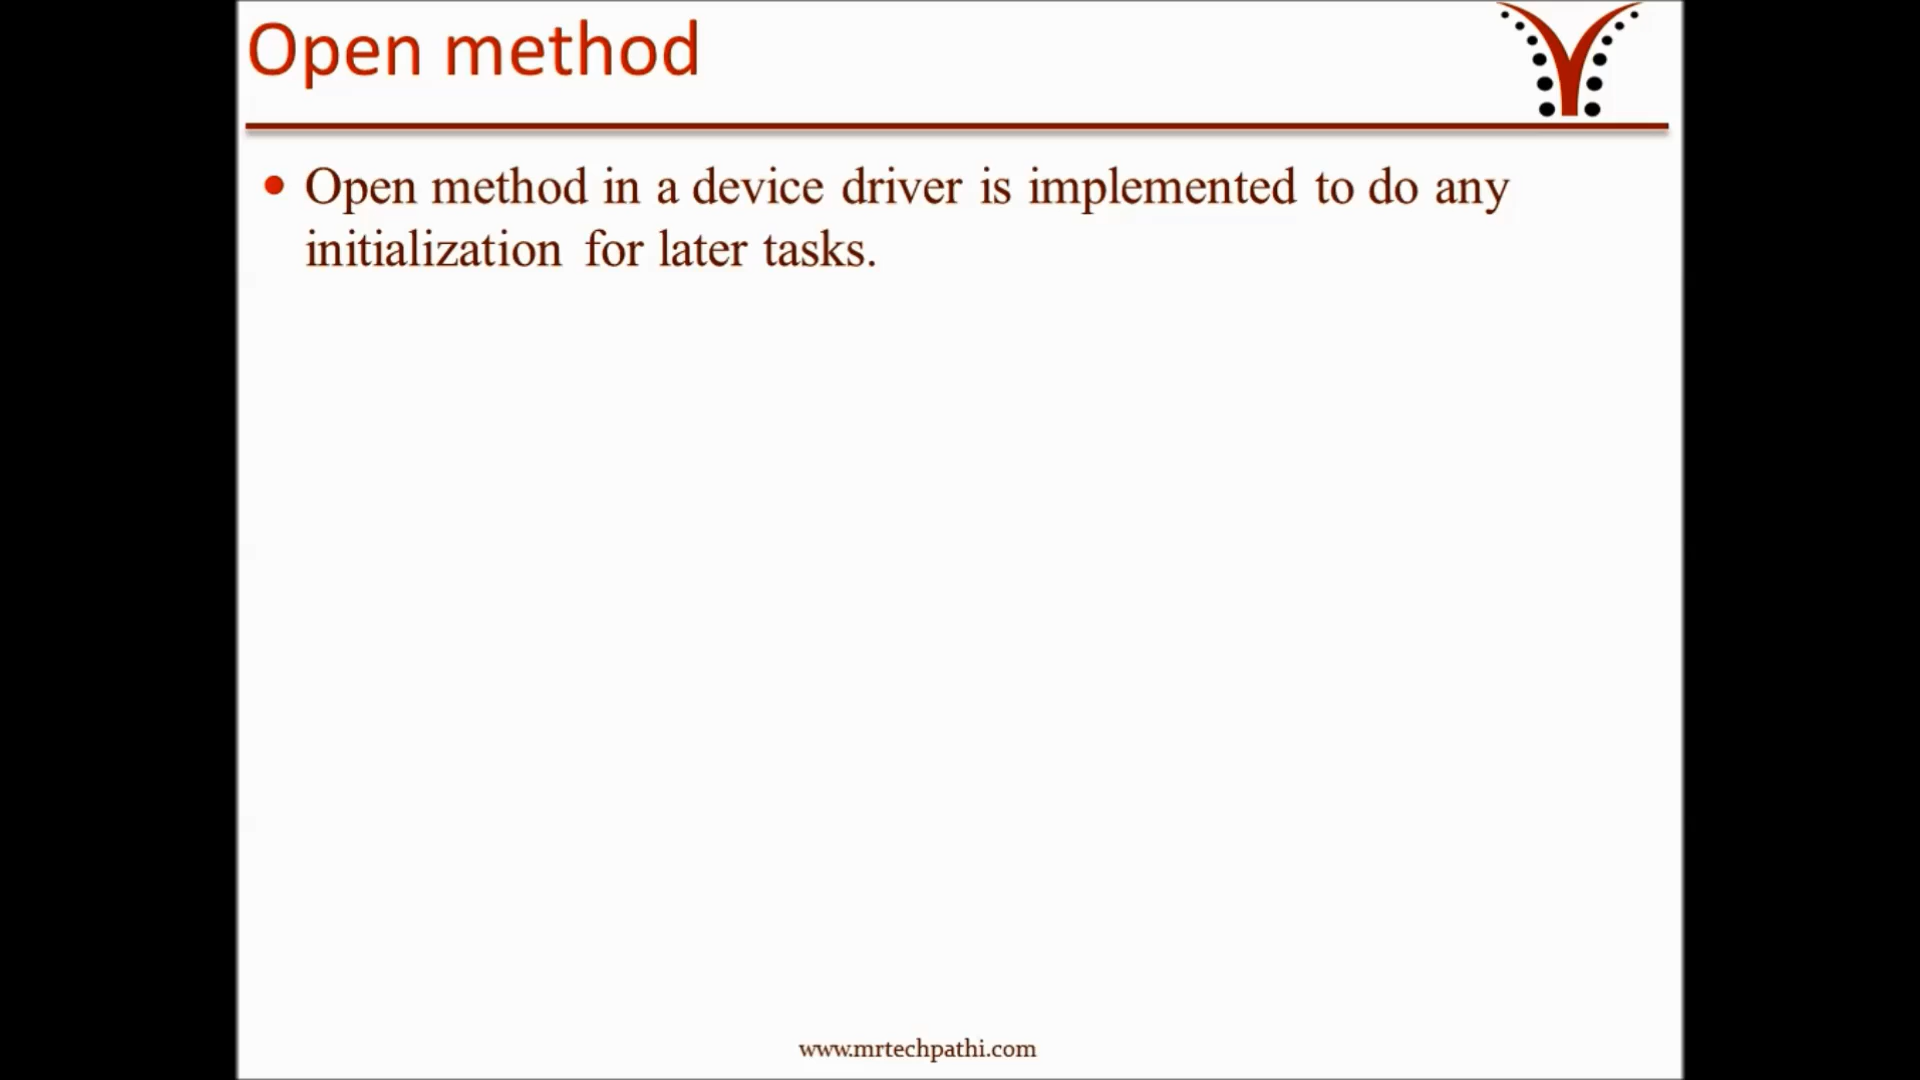 Open method
• Open method in a device driver is implemented to do any
initialization for later tasks.
www.mrtechpathi.com